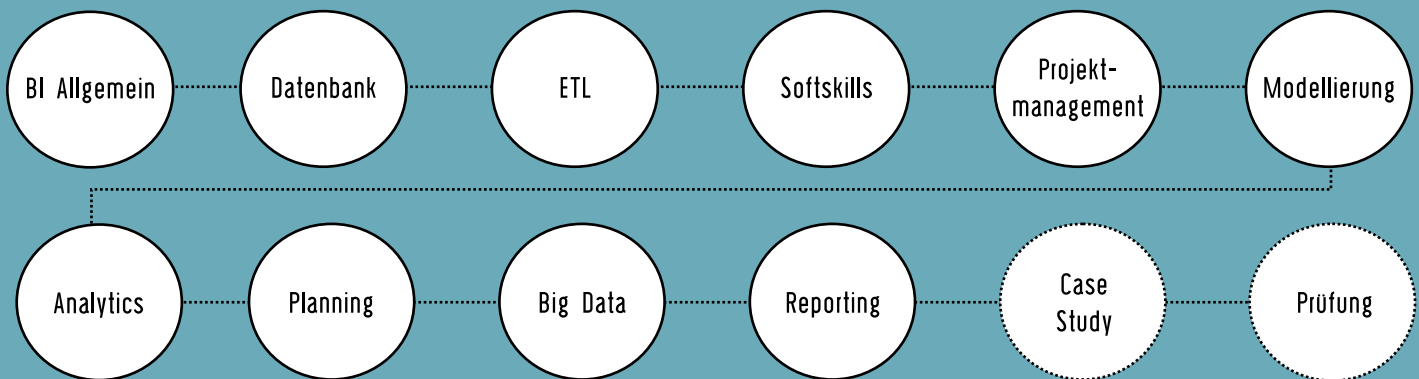 BI Allgemein
Datenbank
ETL
Softskills
Projekt-
management
Modellierung
Analytics
Planning
Big Data
Reporting
Case
Study
Prüfung